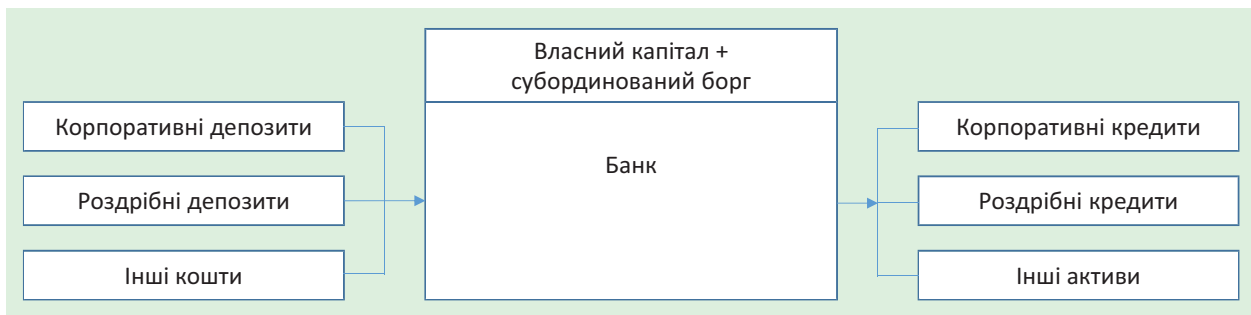 Власний капітал +
субординований борг
Корпоративні депозити
Роздрібні депозити
Інші кошти
Банк
Корпоративні кредити
Роздрібні кредити
Інші активи